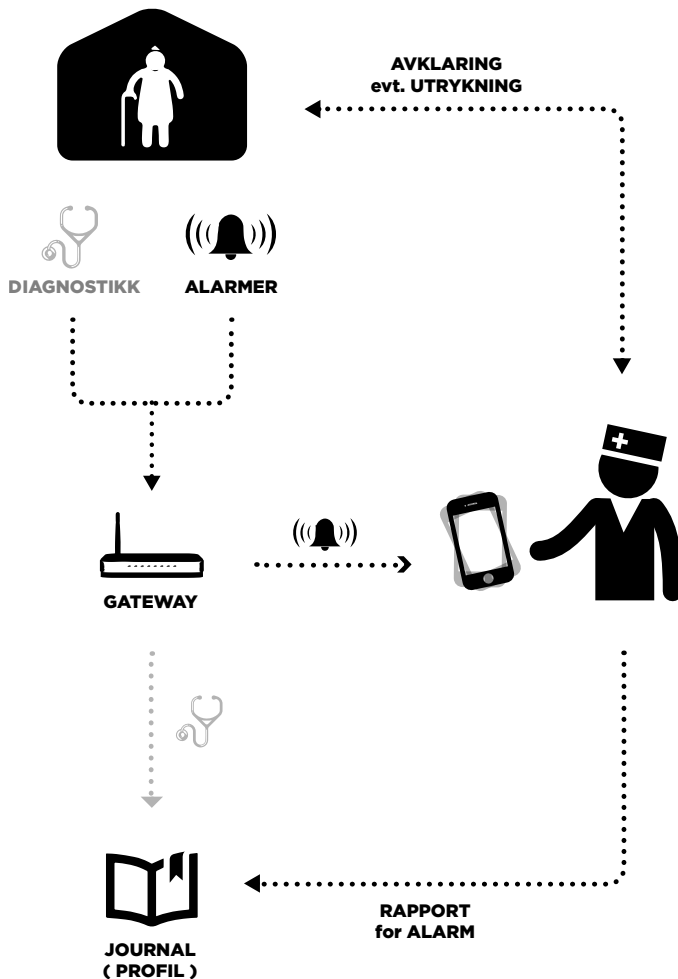 AVKLARING
evt. UTRYKNING
DIAGNOSTIKK
ALARMER
GATEWAY
RAPPORT
for ALARM
JOURNAL
( PROFIL )